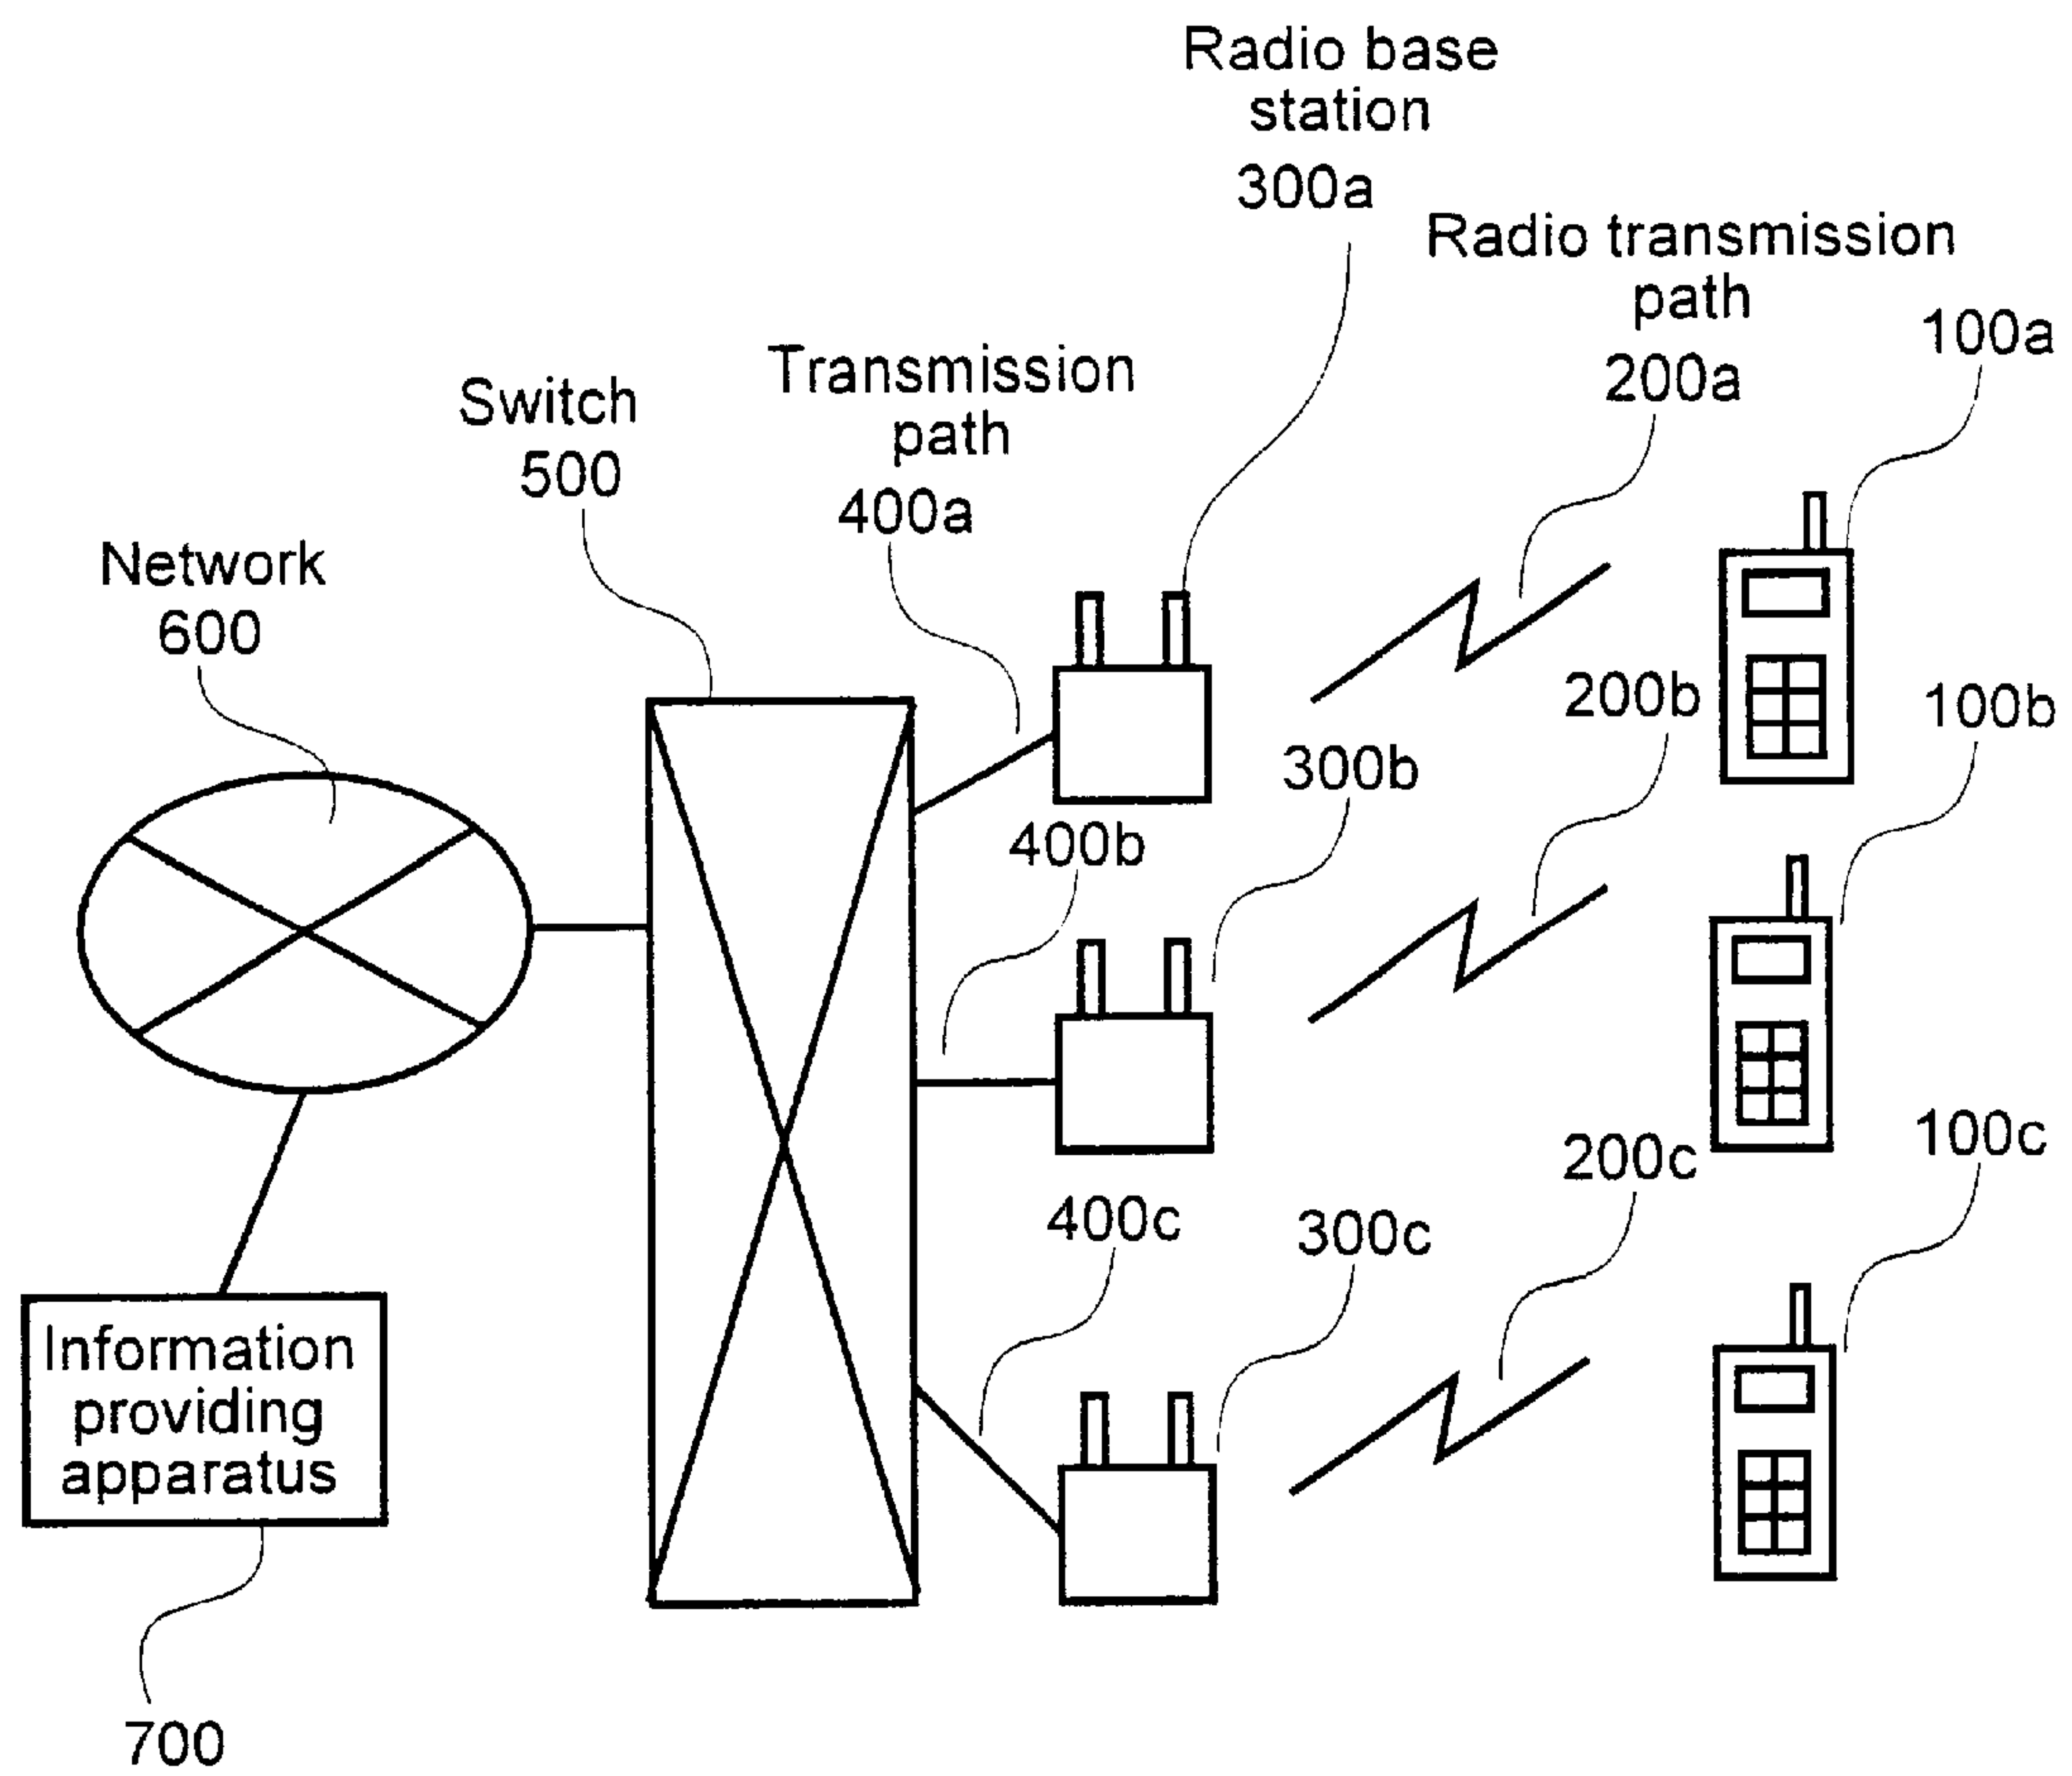 Radio base
station
300a
Radio transmission
path
200a
100a
Transmission
path
400a
Switch
500
Network
600
200b
100b
300b
400b
200c
100c
400c
300c
Information
providing
apparatus
700